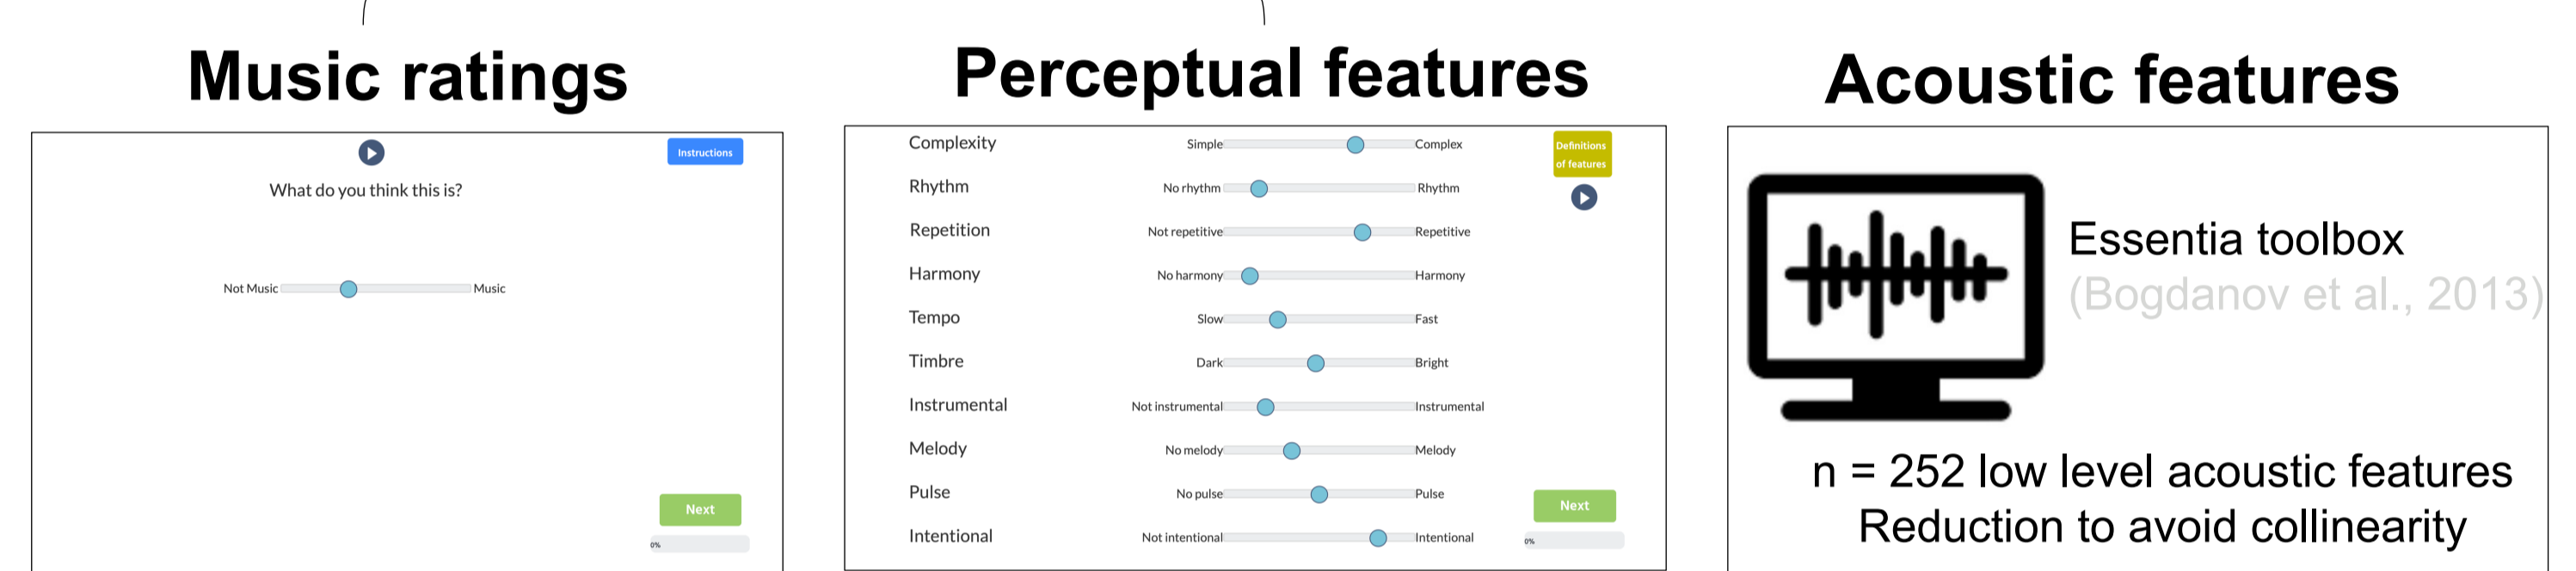 Music ratings
Instructions
What do you think this is?
Not Music Music
Next
0%
Perceptual features
Complexity Simple Complex
Definitions
of features
Rhythm No rhythm Rhythm
Repetition Not repetitive Repetitive
Harmony No harmony Harmony
Tempo Slow Fast
Timbre Dark Bright
Instrumental Not instrumental Instrumental
Melody No melody Melody
Pulse No pulse Pulse
Next
Intentional Not intentional Intentional
0%
Acoustic features
Essentia toolbox
(Bogdanov et al., 2013)
n = 252 low level acoustic features
Reduction to avoid collinearity